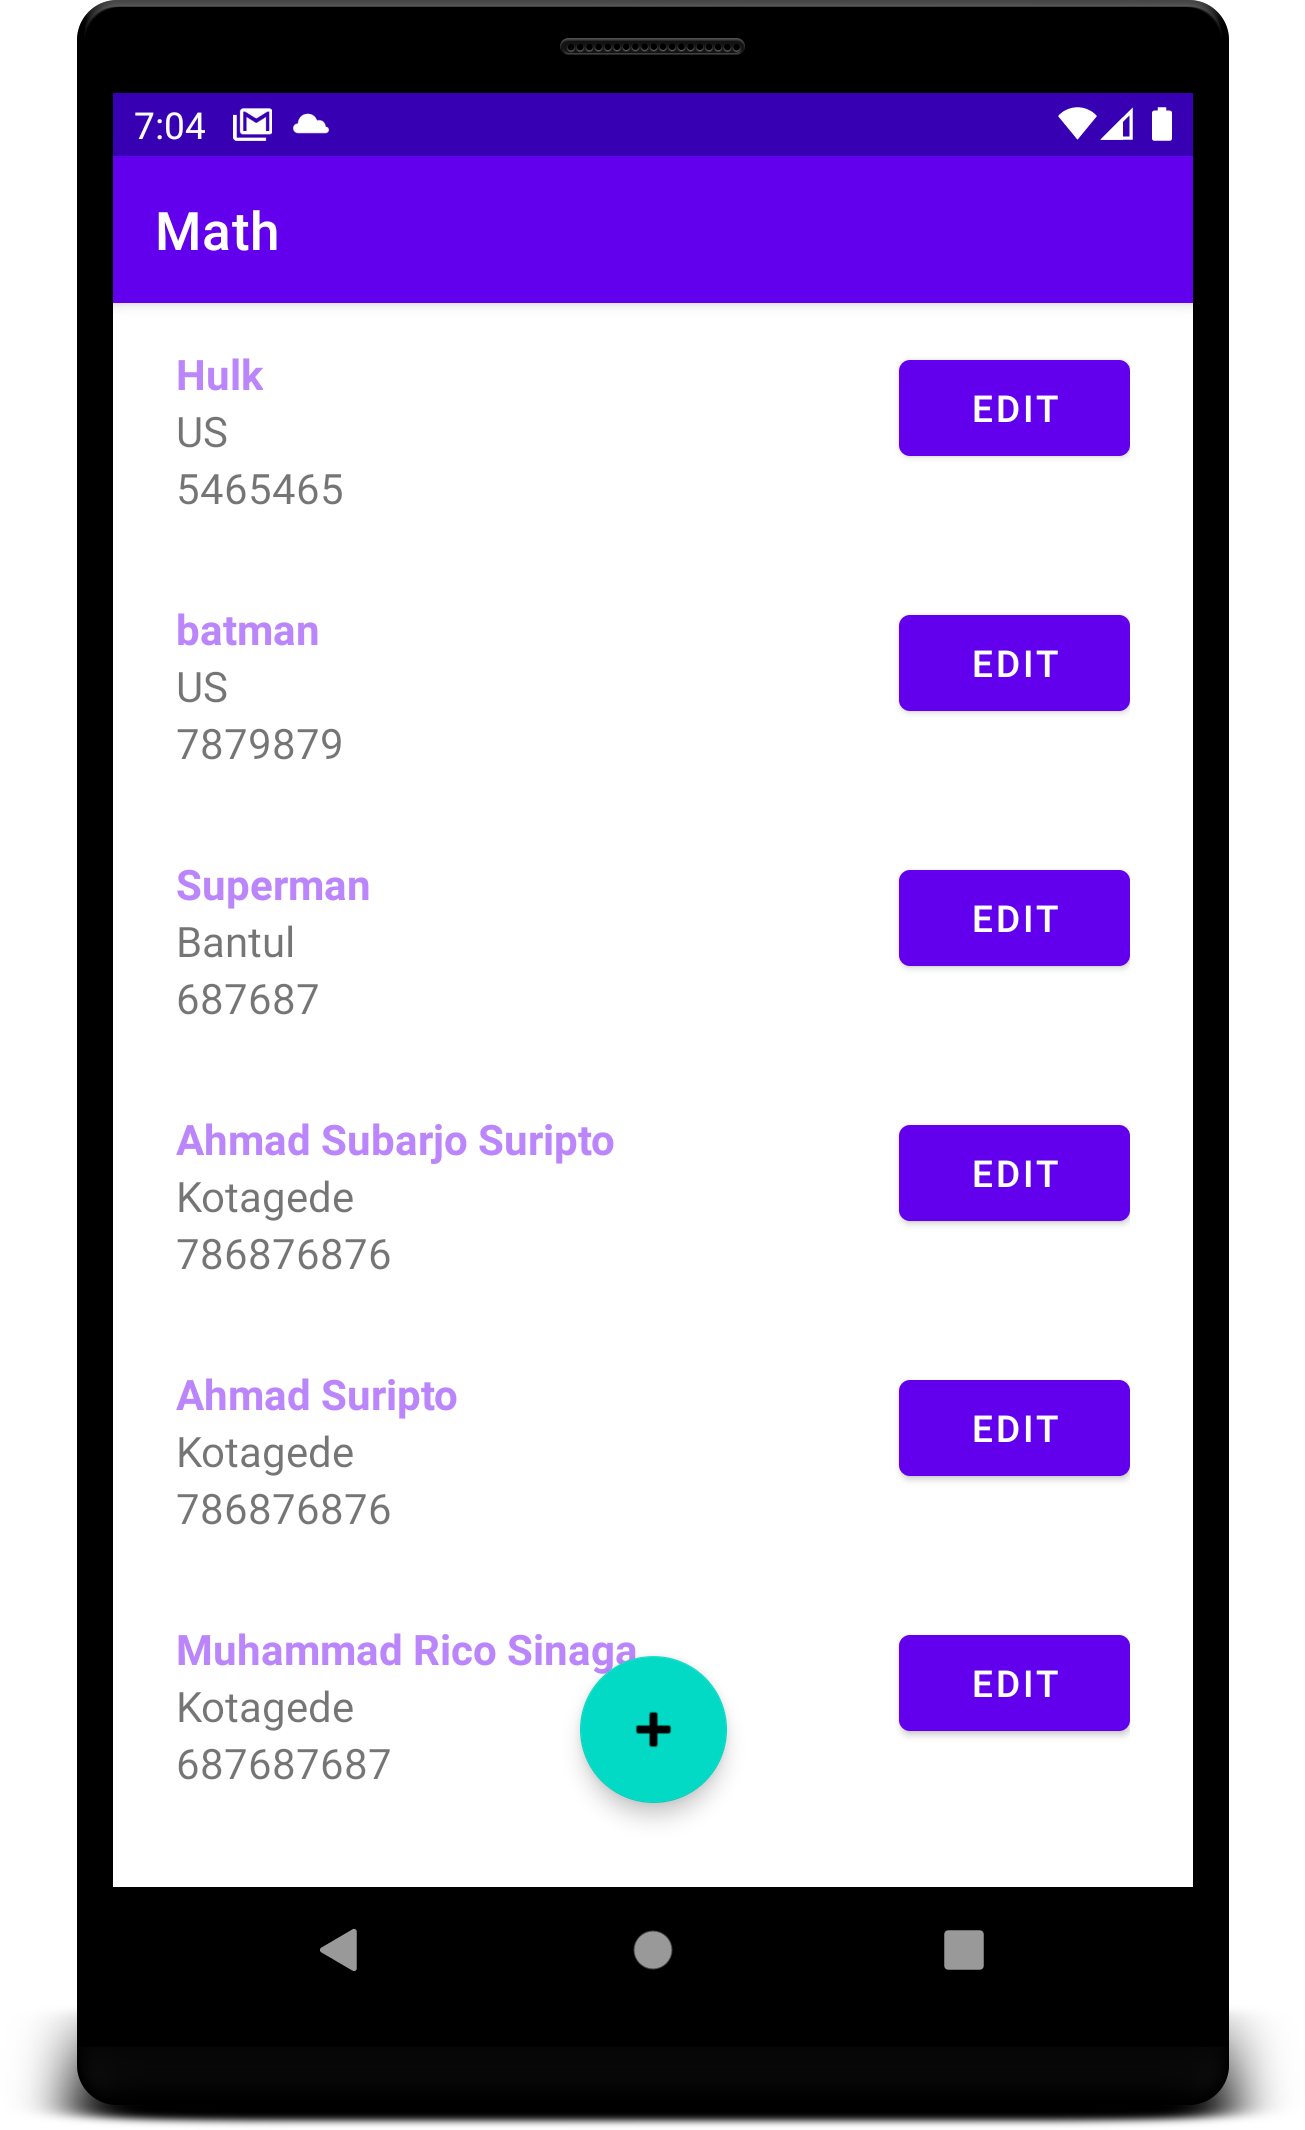 7:04
Math
Hulk
US
5465465
EDIT
batman
US
7879879
EDIT
Superman
Bantul
687687
EDIT
Ahmad Subarjo Suripto
Kotagede
786876876
EDIT
Ahmad Suripto
Kotagede
786876876
EDIT
Muhammad Rico Sinaga
Kotagede
687687687
EDIT
+